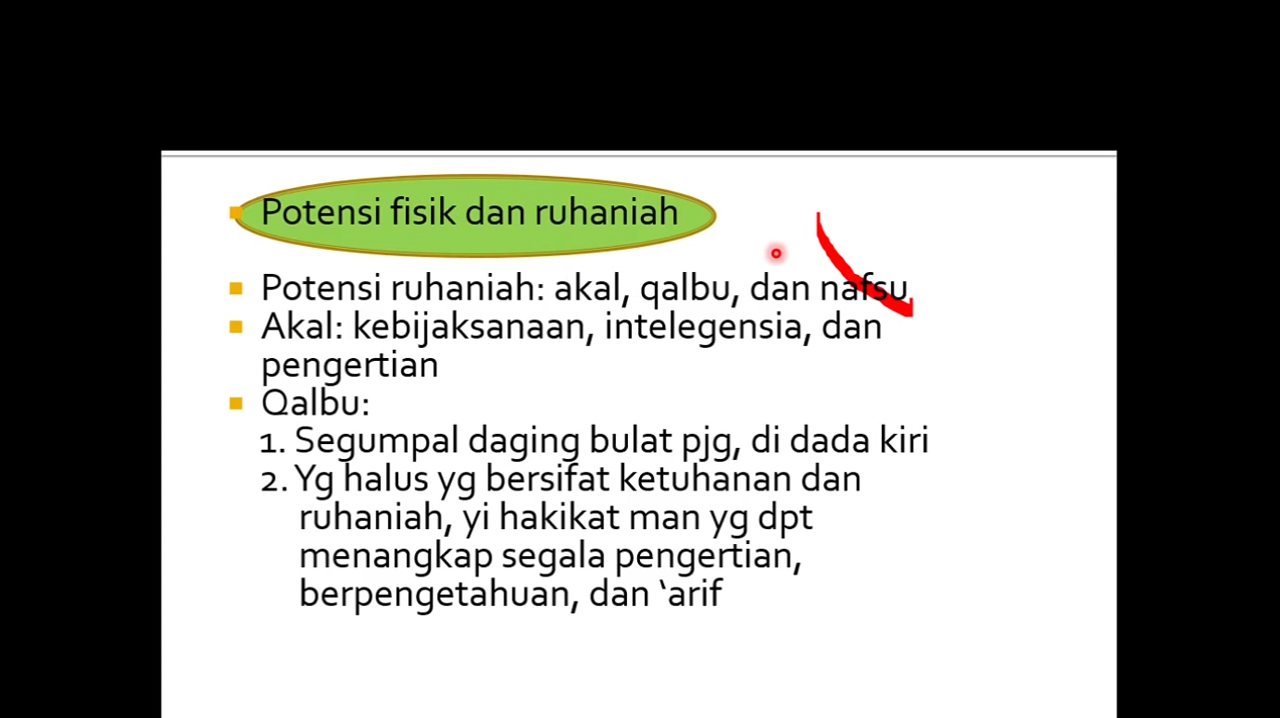 Potensi fisik dan ruhaniah
Potensi ruhaniah: akal, qalbu, dan nafsu
Akal: kebijaksanaan, intelegensia, dan
pengertian
Qalbu:
1. Segumpal daging bulat pjg, di dada kiri
2. Yg halus yg bersifat ketuhanan dan
ruhaniah, yi hakikat man yg dpt
menangkap segala pengertian,
berpengetahuan, dan ‘arif